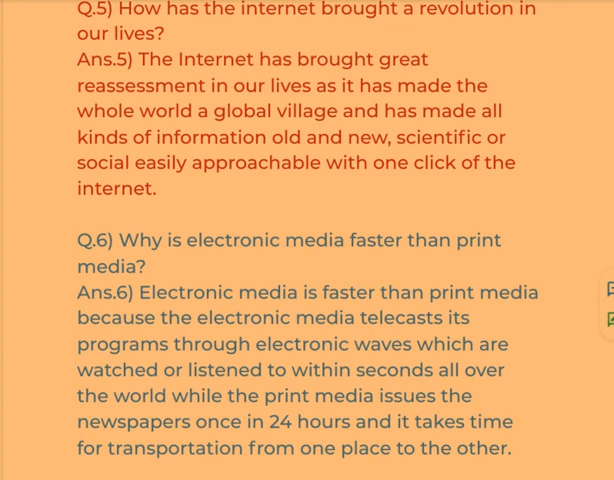 Q.5) How has the internet brought a revolution in
our lives?
Ans.5) The Internet has brought great
reassessment in our lives as it has made the
whole world a global village and has made all
kinds of information old and new, scientific or
social easily approachable with one click of the
internet.
Q.6) Why is electronic media faster than print
media?
Ans.6) Electronic media is faster than print media
because the electronic media telecasts its
programs through electronic waves which are
watched or listened to within seconds all over
the world while the print media issues the
newspapers once in 24 hours and it takes time
for transportation from one place to the other.